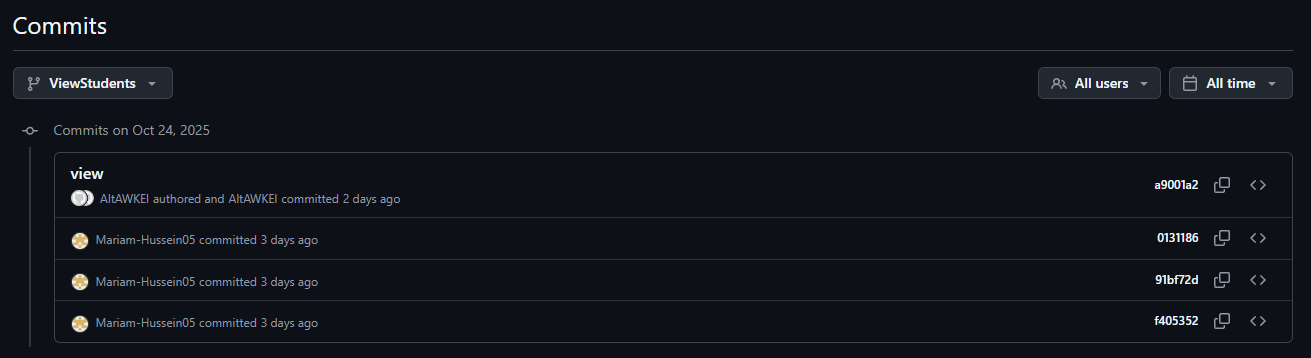 Commits
ViewStudents
All users
All time
Commits on Oct 24, 2025
view
a9001a2
AltAWKEl authored and AltAWKEl committed 2 days ago
Mariam-Hussein05 committed 3 days ago
0131186
Mariam-Hussein05 committed 3 days ago
91bf72d
Mariam-Hussein05 committed 3 days ago
f405352